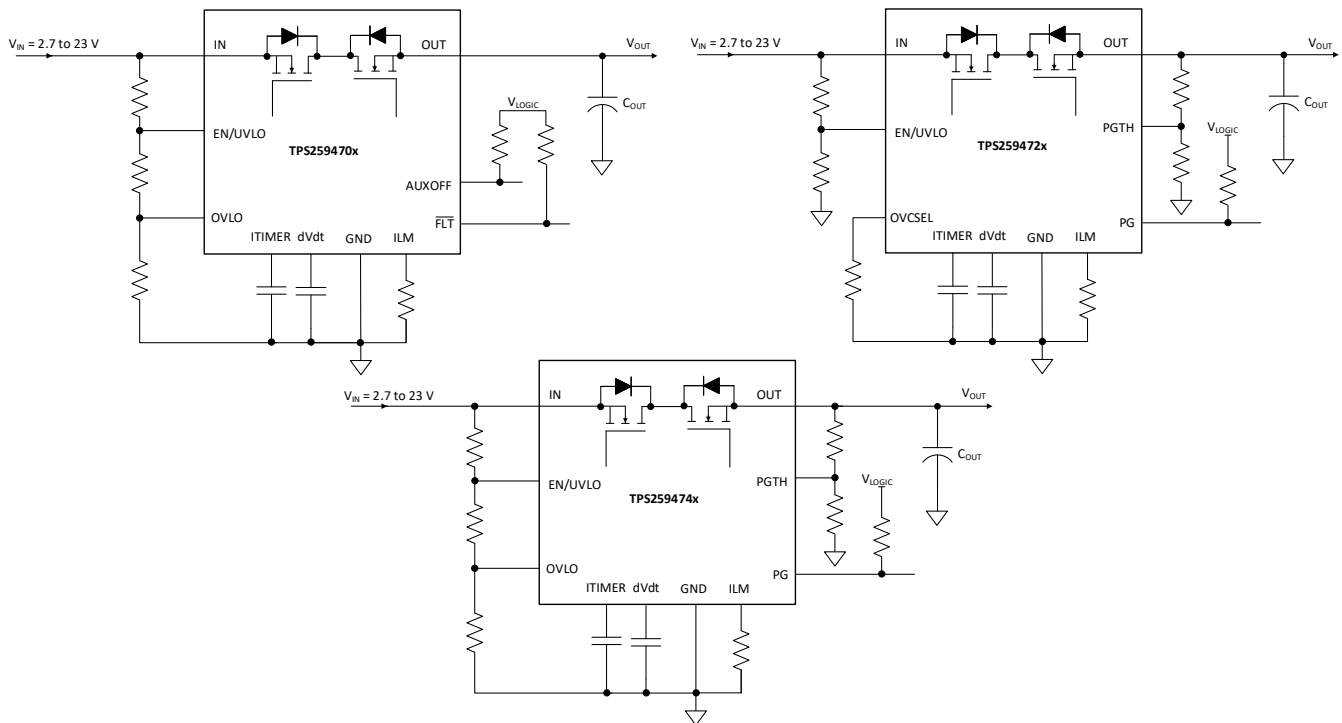 V_IN = 2.7 to 23 V
IN
OUT
V_OUT
C_OUT
V_LOGIC
EN/UVLO
TPS259470x
AUXOFF
OVLO
FLT
ITIMER dVdt GND ILM
V_IN = 2.7 to 23 V
IN
OUT
V_OUT
C_OUT
EN/UVLO
PGTH
TPS259472x
V_LOGIC
OVCSEL
PG
ITIMER dVdt GND ILM
V_IN = 2.7 to 23 V
IN
OUT
V_OUT
C_OUT
EN/UVLO
PGTH
TPS259474x
V_LOGIC
OVLO
PG
ITIMER dVdt GND ILM